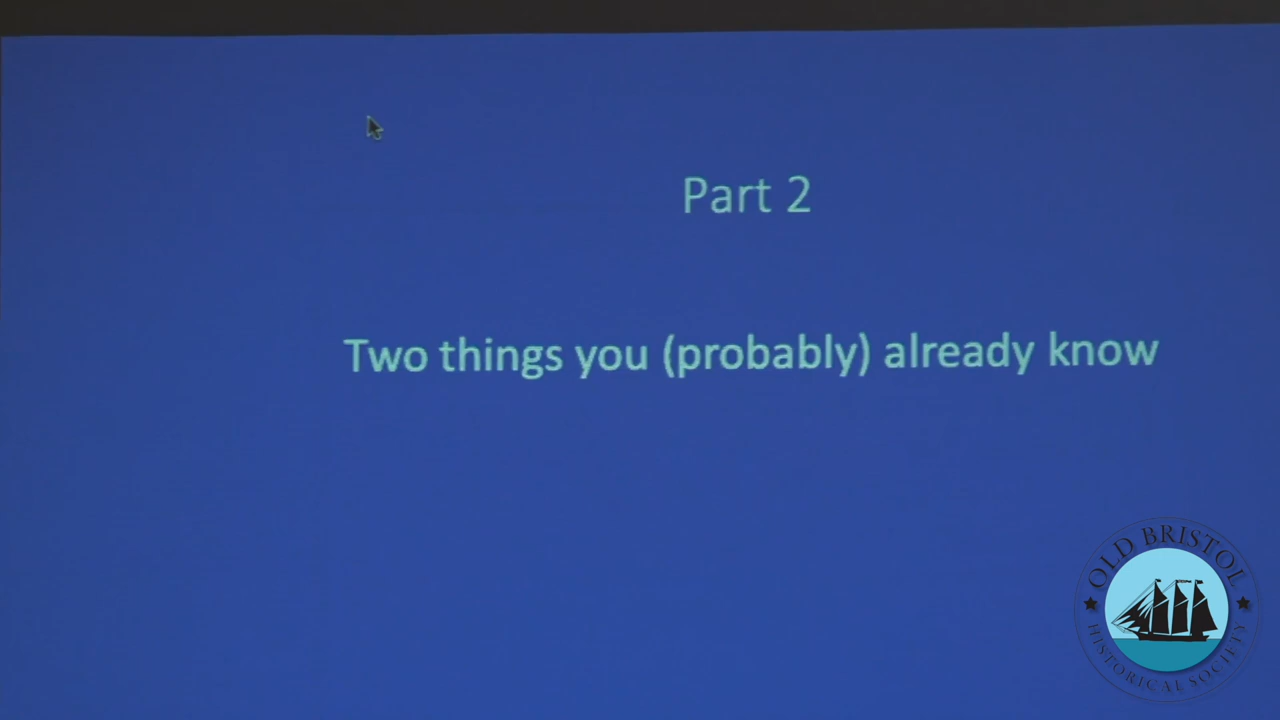 Part 2
Two things you (probably) already know
OLD BRISTOL
HISTORICAL SOCIETY